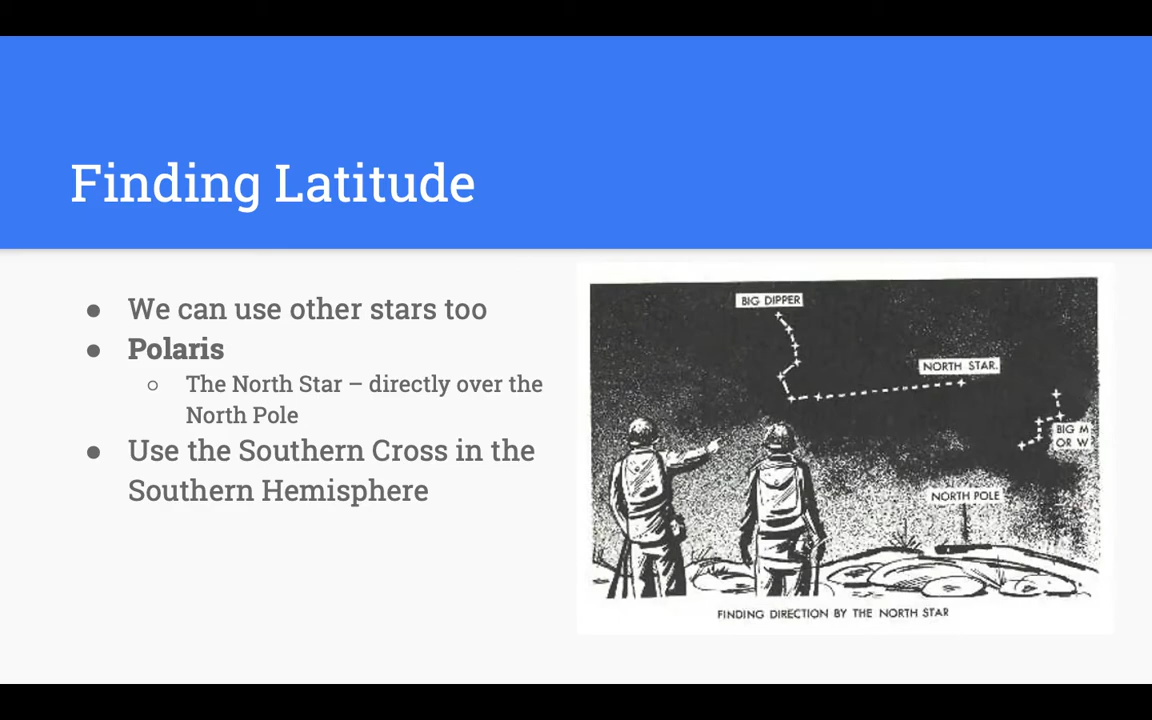 Finding Latitude
● We can use other stars too
● Polaris
○ The North Star – directly over the
North Pole
● Use the Southern Cross in the
Southern Hemisphere
BIG DIPPER
NORTH STAR.
BIG M
OR W
NORTH POLE
FINDING DIRECTION BY THE NORTH STAR